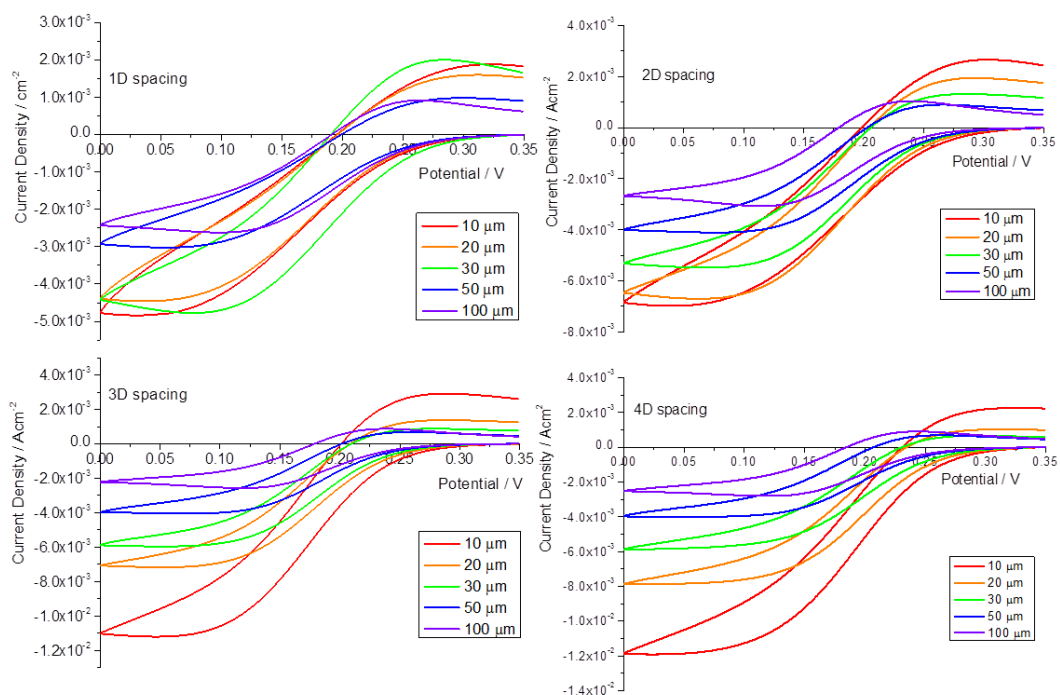 3.0x10⁻³
2.0x10⁻³
1.0x10⁻³
0.0
-1.0x10⁻³
-2.0x10⁻³
-3.0x10⁻³
-4.0x10⁻³
-5.0x10⁻³
Current Density / cm⁻²
1D spacing
0.00 0.05 0.10 0.15 0.20 0.25 0.30 0.35
Potential / V
10 μm
20 μm
30 μm
50 μm
100 μm
4.0x10⁻³
2.0x10⁻³
0.0
-2.0x10⁻³
-4.0x10⁻³
-6.0x10⁻³
-8.0x10⁻³
Current Density / Acm⁻²
2D spacing
0.00 0.05 0.10 0.15 0.20 0.25 0.30 0.35
Potential / V
10 μm
20 μm
30 μm
50 μm
100 μm
4.0x10⁻³
2.0x10⁻³
0.0
-2.0x10⁻³
-4.0x10⁻³
-6.0x10⁻³
-8.0x10⁻³
-1.0x10⁻²
-1.2x10⁻²
Current Density / Acm⁻²
3D spacing
0.00 0.05 0.10 0.15 0.20 0.25 0.30 0.35
Potential / V
10 μm
20 μm
30 μm
50 μm
100 μm
4.0x10⁻³
2.0x10⁻³
0.0
-2.0x10⁻³
-4.0x10⁻³
-6.0x10⁻³
-8.0x10⁻³
-1.0x10⁻²
-1.2x10⁻²
-1.4x10⁻²
Current Density / Acm⁻²
4D spacing
0.00 0.05 0.10 0.15 0.20 0.25 0.30 0.35
Potential / V
10 μm
20 μm
30 μm
50 μm
100 μm